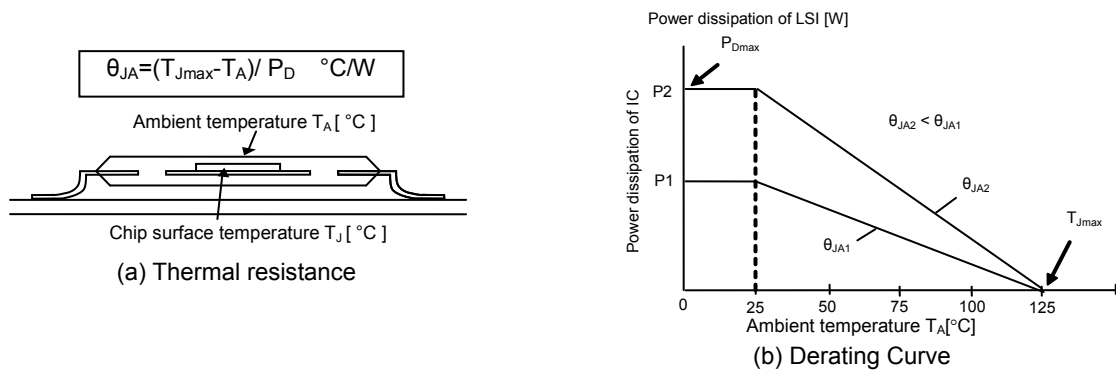 θJA=(TJmax-TA)/ PD °C/W
Ambient temperature TA[ °C ]
Chip surface temperature TJ [ °C ]
(a) Thermal resistance
Power dissipation of LSI [W]
PDmax
P2
P1
Power dissipation of IC
θJA2 < θJA1
θJA2
θJA1
TJmax
0 25 50 75 100 125
Ambient temperature TA[°C]
(b) Derating Curve